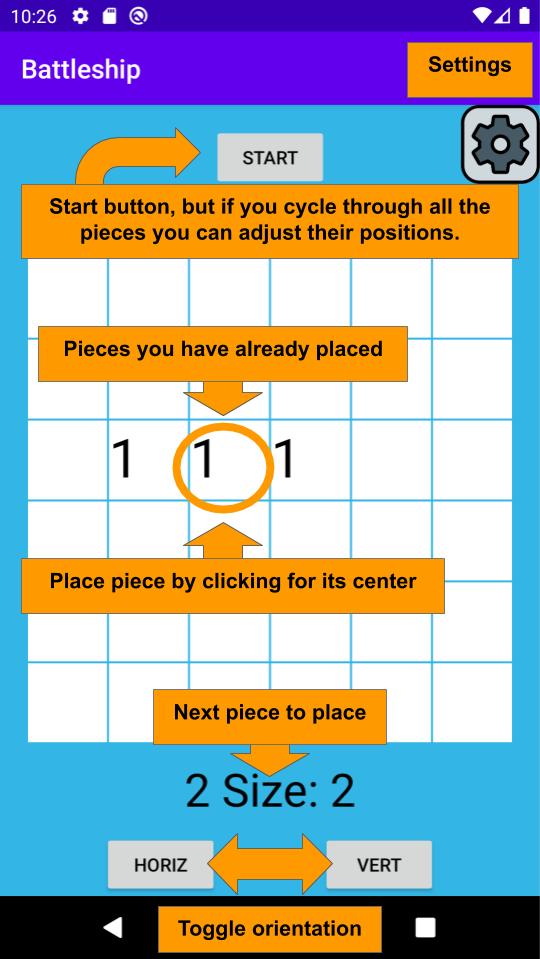 10:26
Battleship
Settings
START
Start button, but if you cycle through all the
pieces you can adjust their positions.
Pieces you have already placed
1 1 1
Place piece by clicking for its center
Next piece to place
2 Size: 2
HORIZ
VERT
Toggle orientation